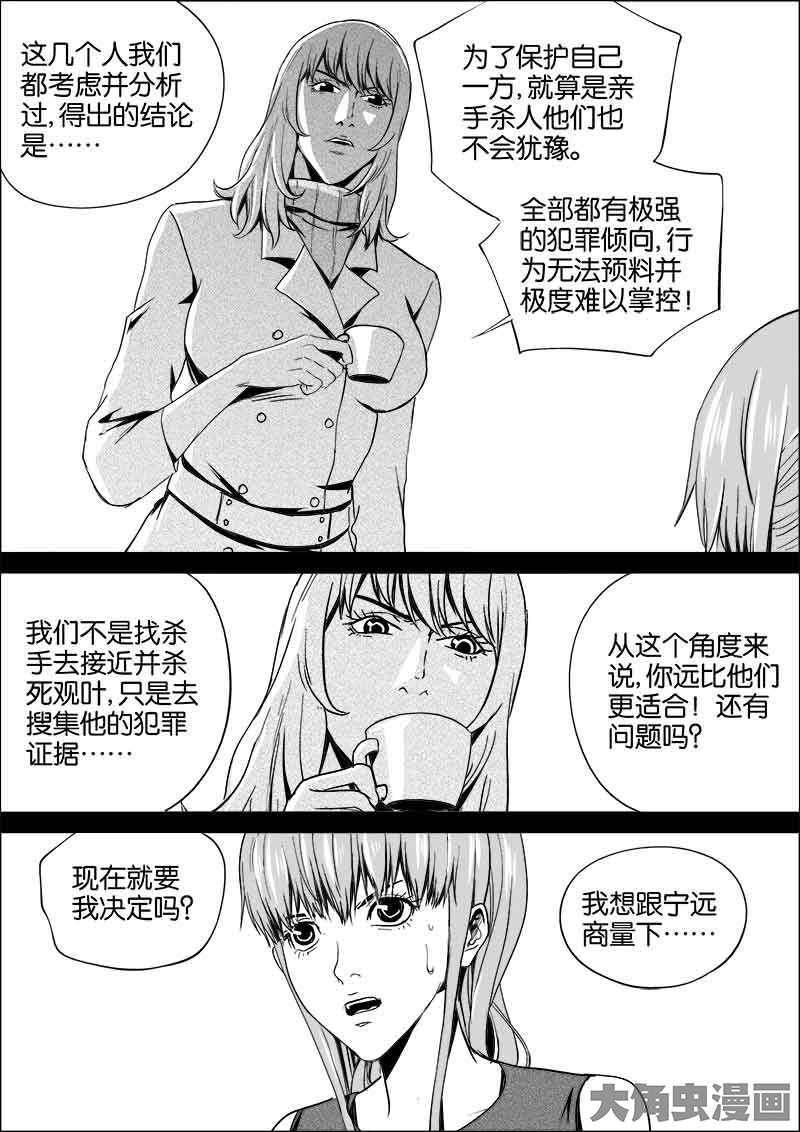 这几个人我们
都考虑并分析
过,得出的结论
是……
为了保护自己
一方,就算是亲
手杀人他们也
不会犹豫。
全部都有极强
的犯罪倾向,行
为无法预料并
极度难以掌控!
我们不是找杀
手去接近并杀
死观叶,只是去
搜集他的犯罪
证据……
从这个角度来
说,你远比他们
更适合!还有
问题吗?
现在就要
我决定吗?
我想跟宁远
商量下……
大角虫漫画